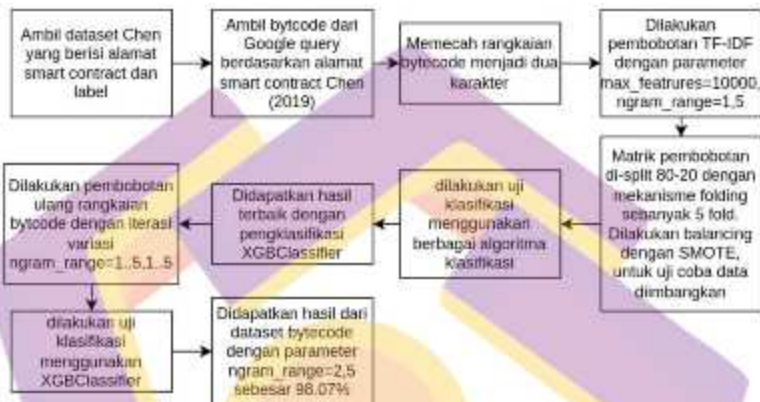 Ambil dataset Chen
yang berisi alamat
smart contract dan
label
Ambil bytcode dari
Google query
berdasarkan alamat
smart contract Chen
(2019)
Memecah rangkaian
bytecode menjadi dua
karakter
Dilakukan
pembobotan TF-IDF
dengan parameter
max_featrures=10000,
ngram_range=1,5
Matrik pembobotan
di-split 80-20 dengan
mekanisme folding
sebanyak 5 fold.
Dilakukan balancing
dengan SMOTE,
untuk uji coba data
diimbangkan
dilakukan uji
klasifikasi
menggunakan
berbagai algoritma
klasifikasi
Didapatkan hasil
terbaik dengan
pengklasifikasi
XGBClassifier
Dilakukan pembobotan
ulang rangkaian
bytcode dengan iterasi
variasi
ngram_range=1..5,1..5
dilakukan uji
klasifikasi
menggunakan
XGBClassifier
Didapatkan hasil dari
dataset bytecode
dengan parameter
ngram_range=2,5
sebesar 98.07%